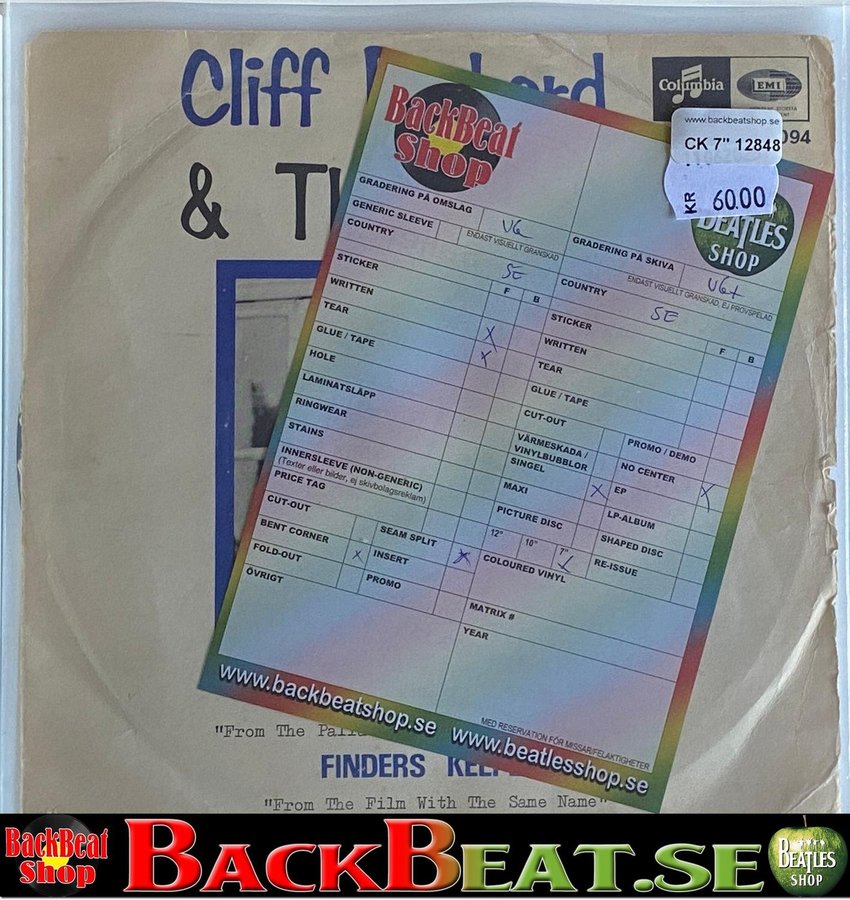 Cliff
Columbia
EMI
094
& T
www.backbeatshop.se
CK 7" 12848
KR 60.00
BackBeat
Shop
BEATLES
SHOP
GRADERING PÅ OMSLAG
VG
GENERIC SLEEVE
ENDAST VISUELLT GRANSKAD
COUNTRY
SE
F B
STICKER
WRITTEN
X
TEAR
X
GLUE / TAPE
HOLE
LAMINATSLÄPP
RINGWEAR
STAINS
INNERSLEEVE (NON-GENERIC)
(Texter eller bilder, ej skivbolagsreklam)
PRICE TAG
CUT-OUT
SEAM SPLIT
X
BENT CORNER
X
INSERT
FOLD-OUT
PROMO
ÖVRIGT
GRADERING PÅ SKIVA
VG+
ENDAST VISUELLT GRANSKAD, EJ PROVSPELAD
COUNTRY
SE
F B
STICKER
WRITTEN
TEAR
GLUE / TAPE
CUT-OUT
PROMO / DEMO
VÄRMESKADA /
VINYLBUBBLOR
NO CENTER
SINGEL
X
EP
X
MAXI
LP-ALBUM
PICTURE DISC
SHAPED DISC
12" 10" 7"
RE-ISSUE
COLOURED VINYL
MATRIX #
YEAR
MED RESERVATION FÖR MISSAR/FELAKTIGHETER
www.backbeatshop.se www.beatlesshop.se
"From The
FINDERS
"From The Film With The Same Name"
BackBeat
Shop
BACKBEAT.SE
BEATLES
SHOP